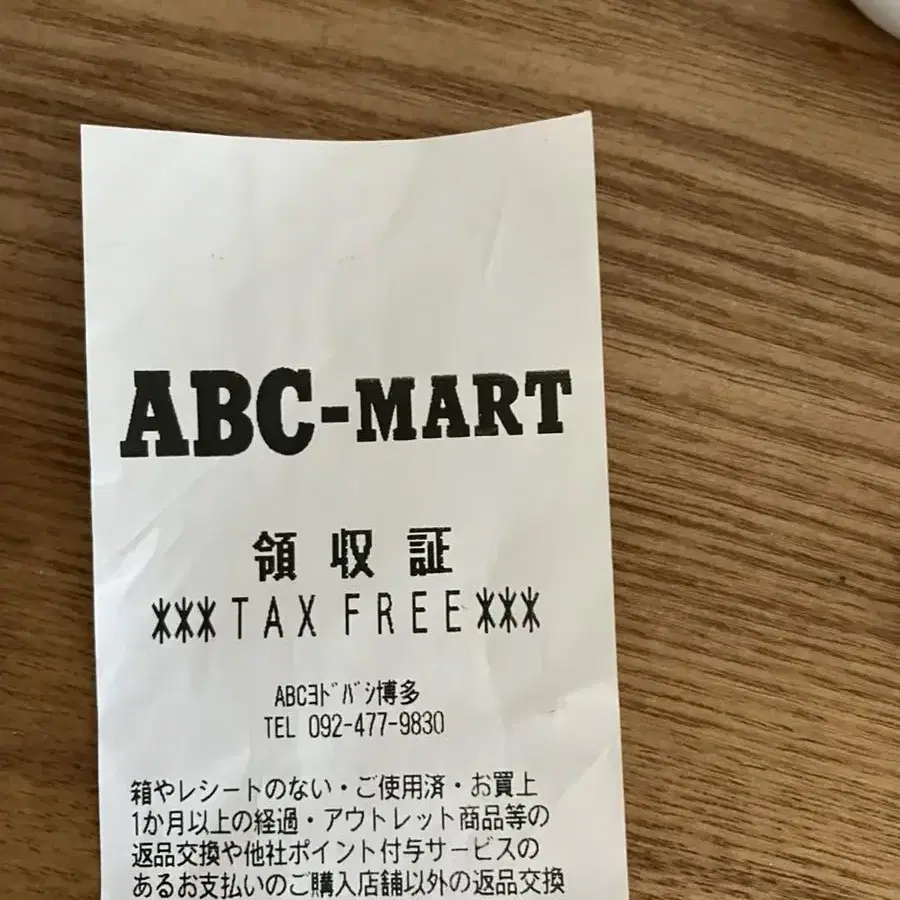 ABC-MART
領収証
***TAX FREE***
ABCﾖﾄﾞﾊﾞｼ博多
TEL 092-477-9830
箱やレシートのない・ご使用済・お買上
1か月以上の経過・アウトレット商品等の
返品交換や他社ポイント付与サービスの
あるお支払いのご購入店舗以外の返品交換